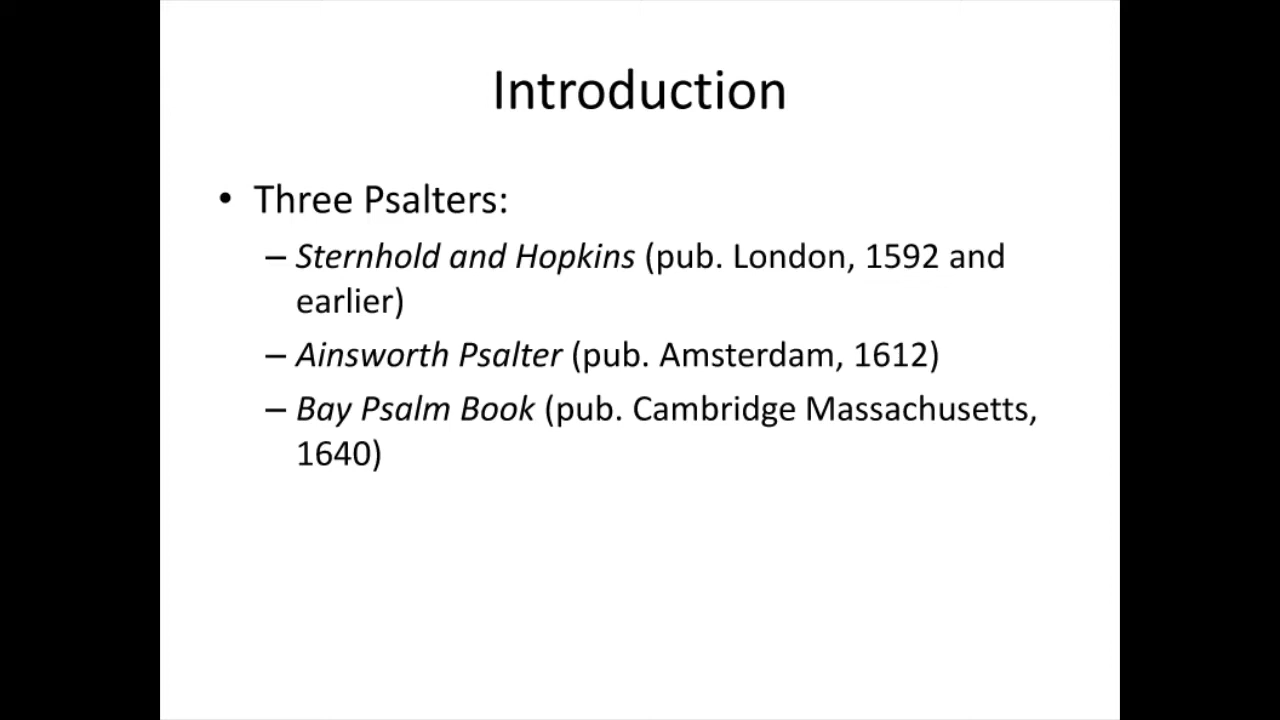 Introduction
• Three Psalters:
– Sternhold and Hopkins (pub. London, 1592 and
earlier)
– Ainsworth Psalter (pub. Amsterdam, 1612)
– Bay Psalm Book (pub. Cambridge Massachusetts,
1640)